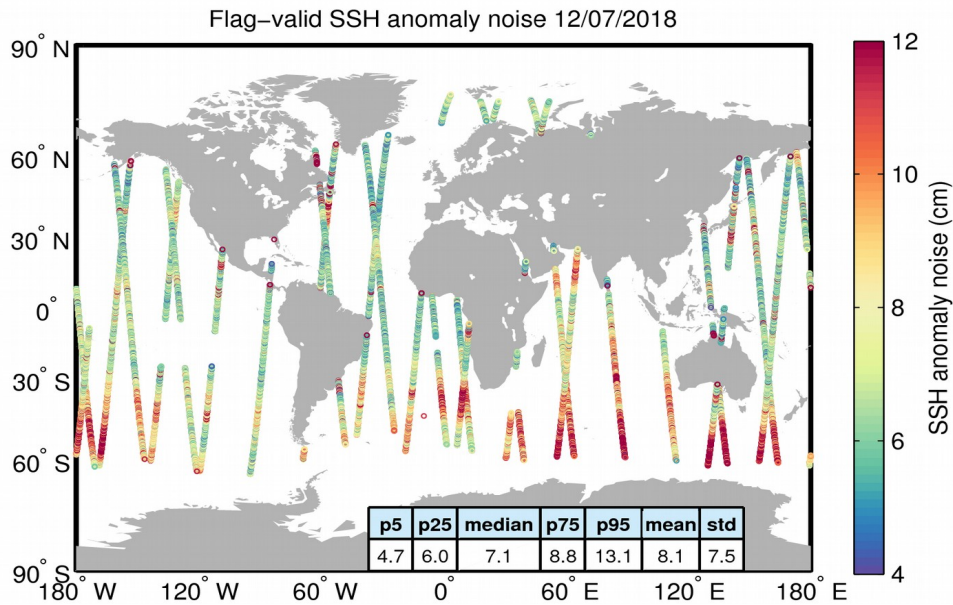 Flag−valid SSH anomaly noise 12/07/2018
90° N
60° N
30° N
0°
30° S
60° S
90° S
180° W
120° W
60° W
0°
60° E
120° E
180° E
p5 p25 median p75 p95 mean std
4.7 6.0 7.1 8.8 13.1 8.1 7.5
12
10
8
6
4
SSH anomaly noise (cm)